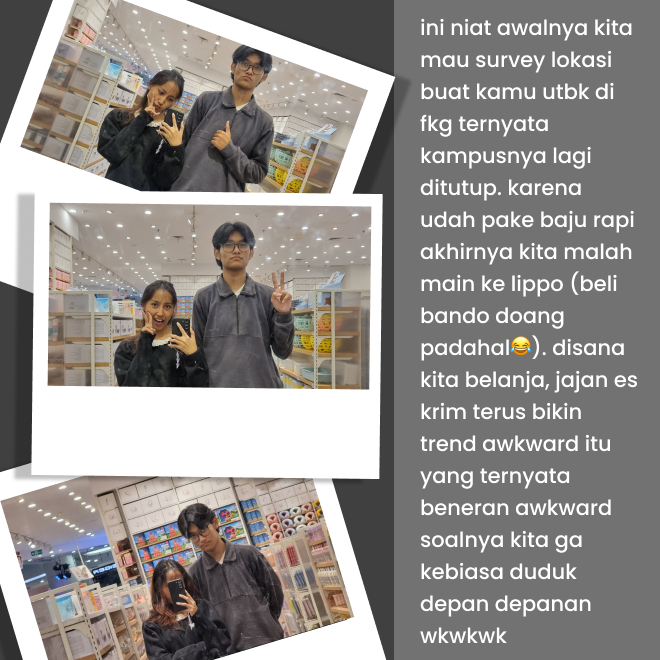 ini niat awalnya kita
mau survey lokasi
buat kamu utbk di
fkg ternyata
kampusnya lagi
ditutup. karena
udah pake baju rapi
akhirnya kita malah
main ke lippo (beli
bando doang
padahal😂). disana
kita belanja, jajan es
krim terus bikin
trend awkward itu
yang ternyata
beneran awkward
soalnya kita ga
kebiasa duduk
depan depanan
wkwkwk